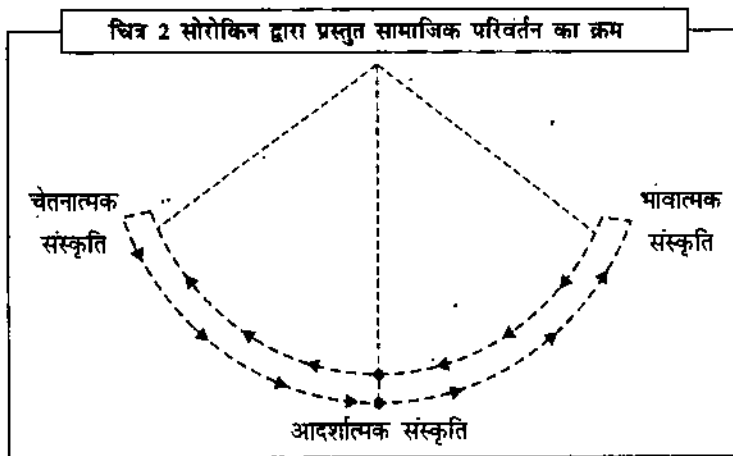 चित्र 2 सोरोकिन द्वारा प्रस्तुत सामाजिक परिवर्तन का क्रम
चेतनात्मक
संस्कृति
भावात्मक
संस्कृति
आदर्शात्मक संस्कृति